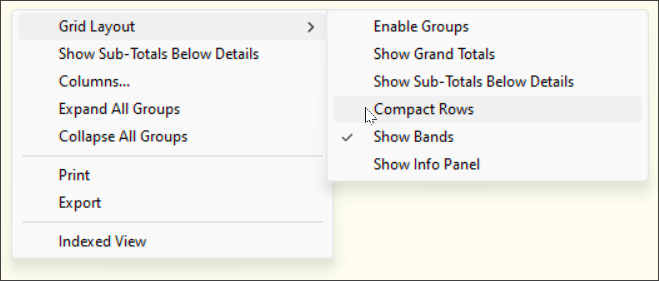 Grid Layout
Show Sub-Totals Below Details
Columns...
Expand All Groups
Collapse All Groups
Print
Export
Indexed View
Enable Groups
Show Grand Totals
Show Sub-Totals Below Details
Compact Rows
Show Bands
Show Info Panel